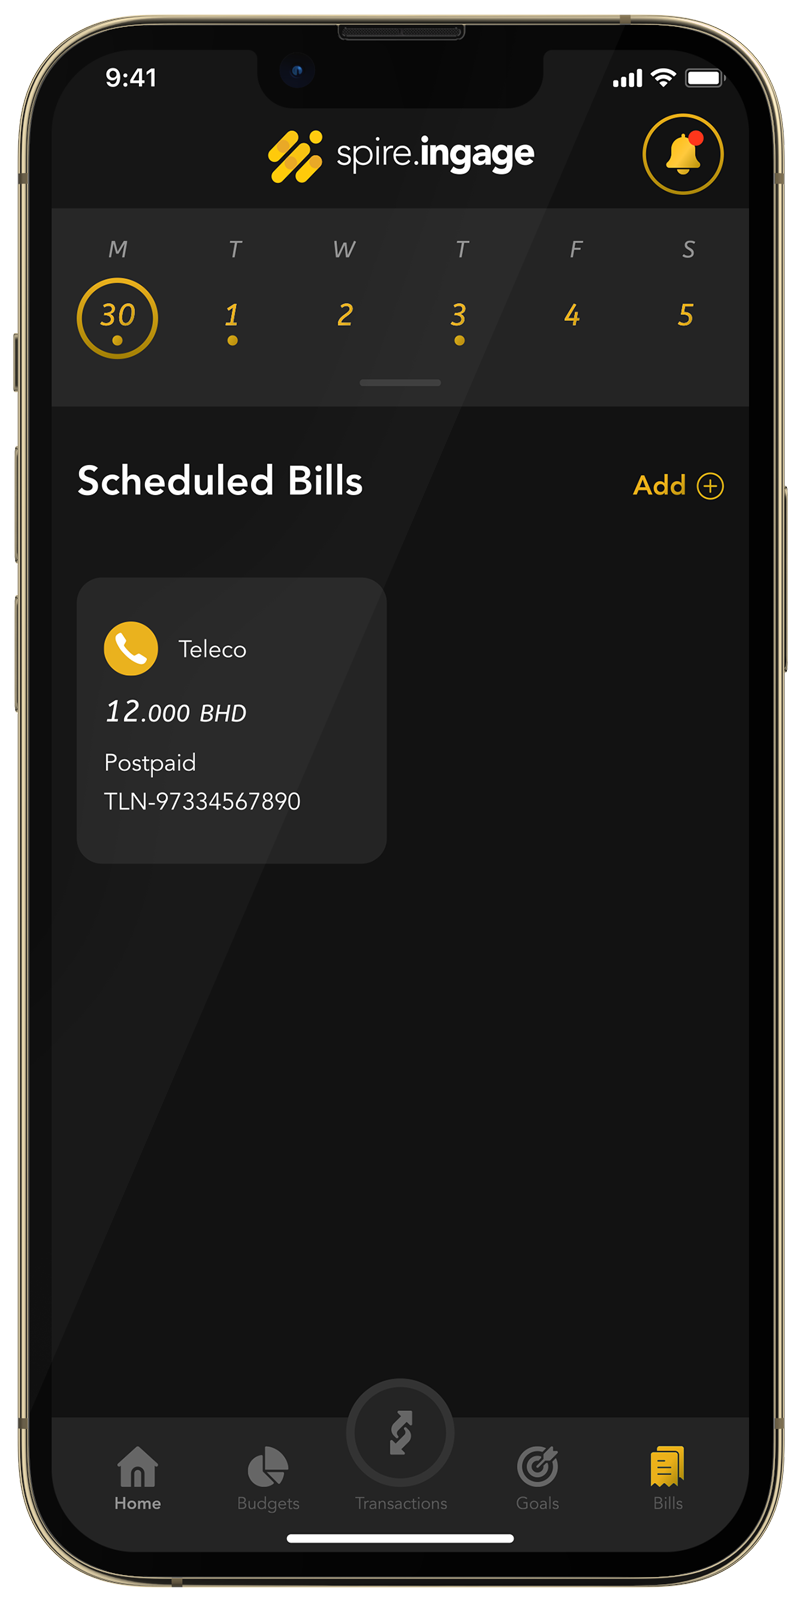 9:41
spire.ingage
M T W T F S
30 1 2 3 4 5
Scheduled Bills
Add
Teleco
12.000 BHD
Postpaid
TLN-97334567890
Home Budgets Transactions Goals Bills